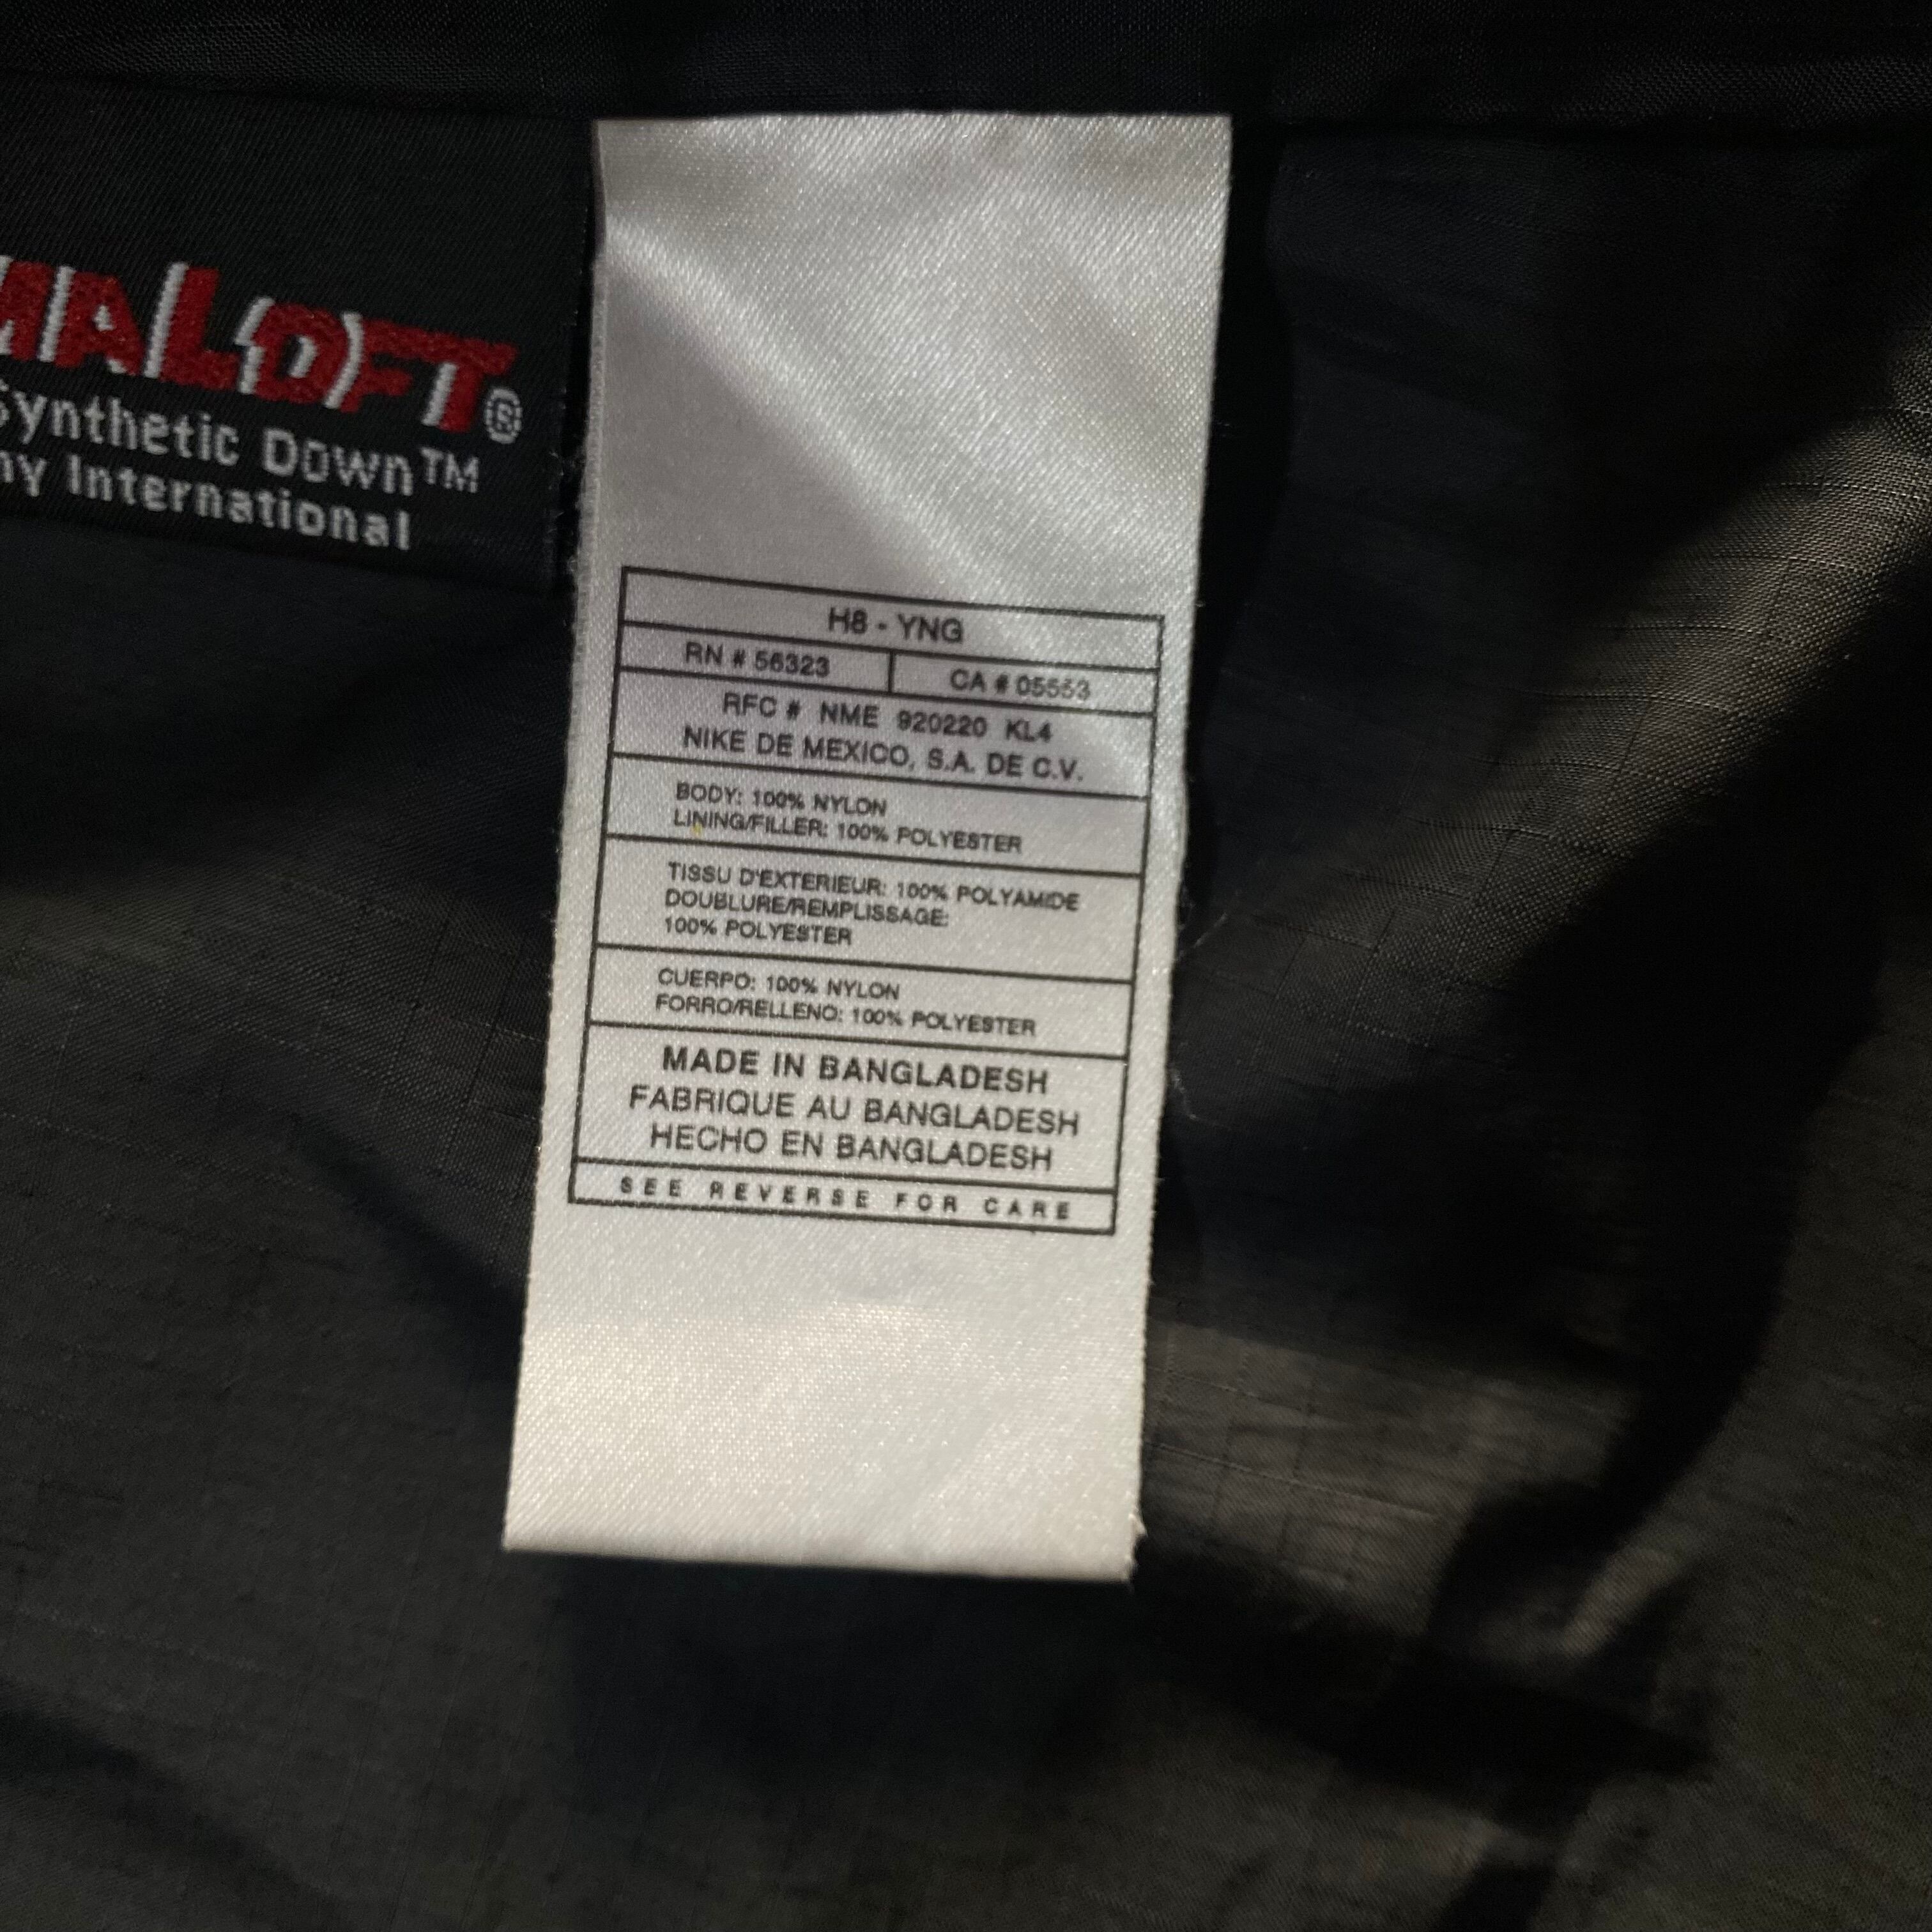 MALOFT®
Synthetic Down™
ny International
H8 - YNG
RN # 56323
CA # 05553
RFC # NME 920220 KL4
NIKE DE MEXICO, S.A. DE C.V.
BODY: 100% NYLON
LINING/FILLER: 100% POLYESTER
TISSU D'EXTERIEUR: 100% POLYAMIDE
DOUBLURE/REMPLISSAGE:
100% POLYESTER
CUERPO: 100% NYLON
FORRO/RELLENO: 100% POLYESTER
MADE IN BANGLADESH
FABRIQUE AU BANGLADESH
HECHO EN BANGLADESH
SEE REVERSE FOR CARE